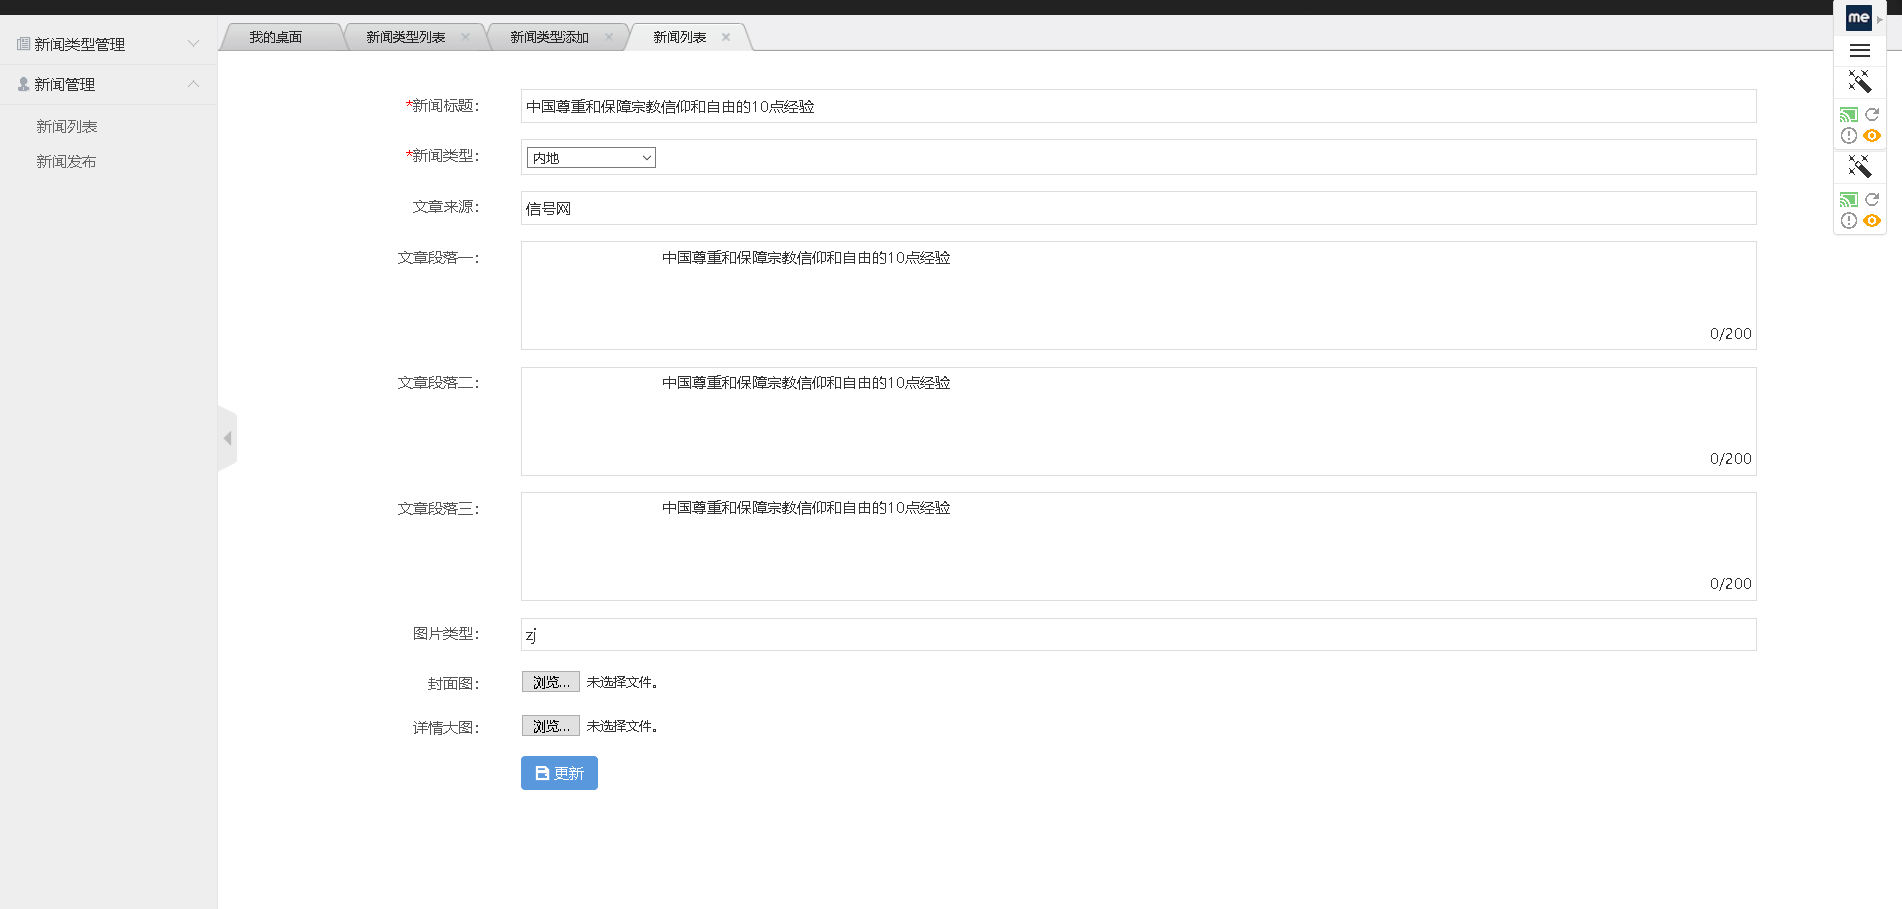 me
我的桌面 新闻类型列表 新闻类型添加 新闻列表
新闻类型管理
新闻管理
新闻列表
新闻发布
*新闻标题： 中国尊重和保障宗教信仰和自由的10点经验
*新闻类型： 内地
文章来源： 信号网
文章段落一： 中国尊重和保障宗教信仰和自由的10点经验
0/200
文章段落二： 中国尊重和保障宗教信仰和自由的10点经验
0/200
文章段落三： 中国尊重和保障宗教信仰和自由的10点经验
0/200
图片类型： zj
封面图： 浏览... 未选择文件。
详情大图： 浏览... 未选择文件。
更新